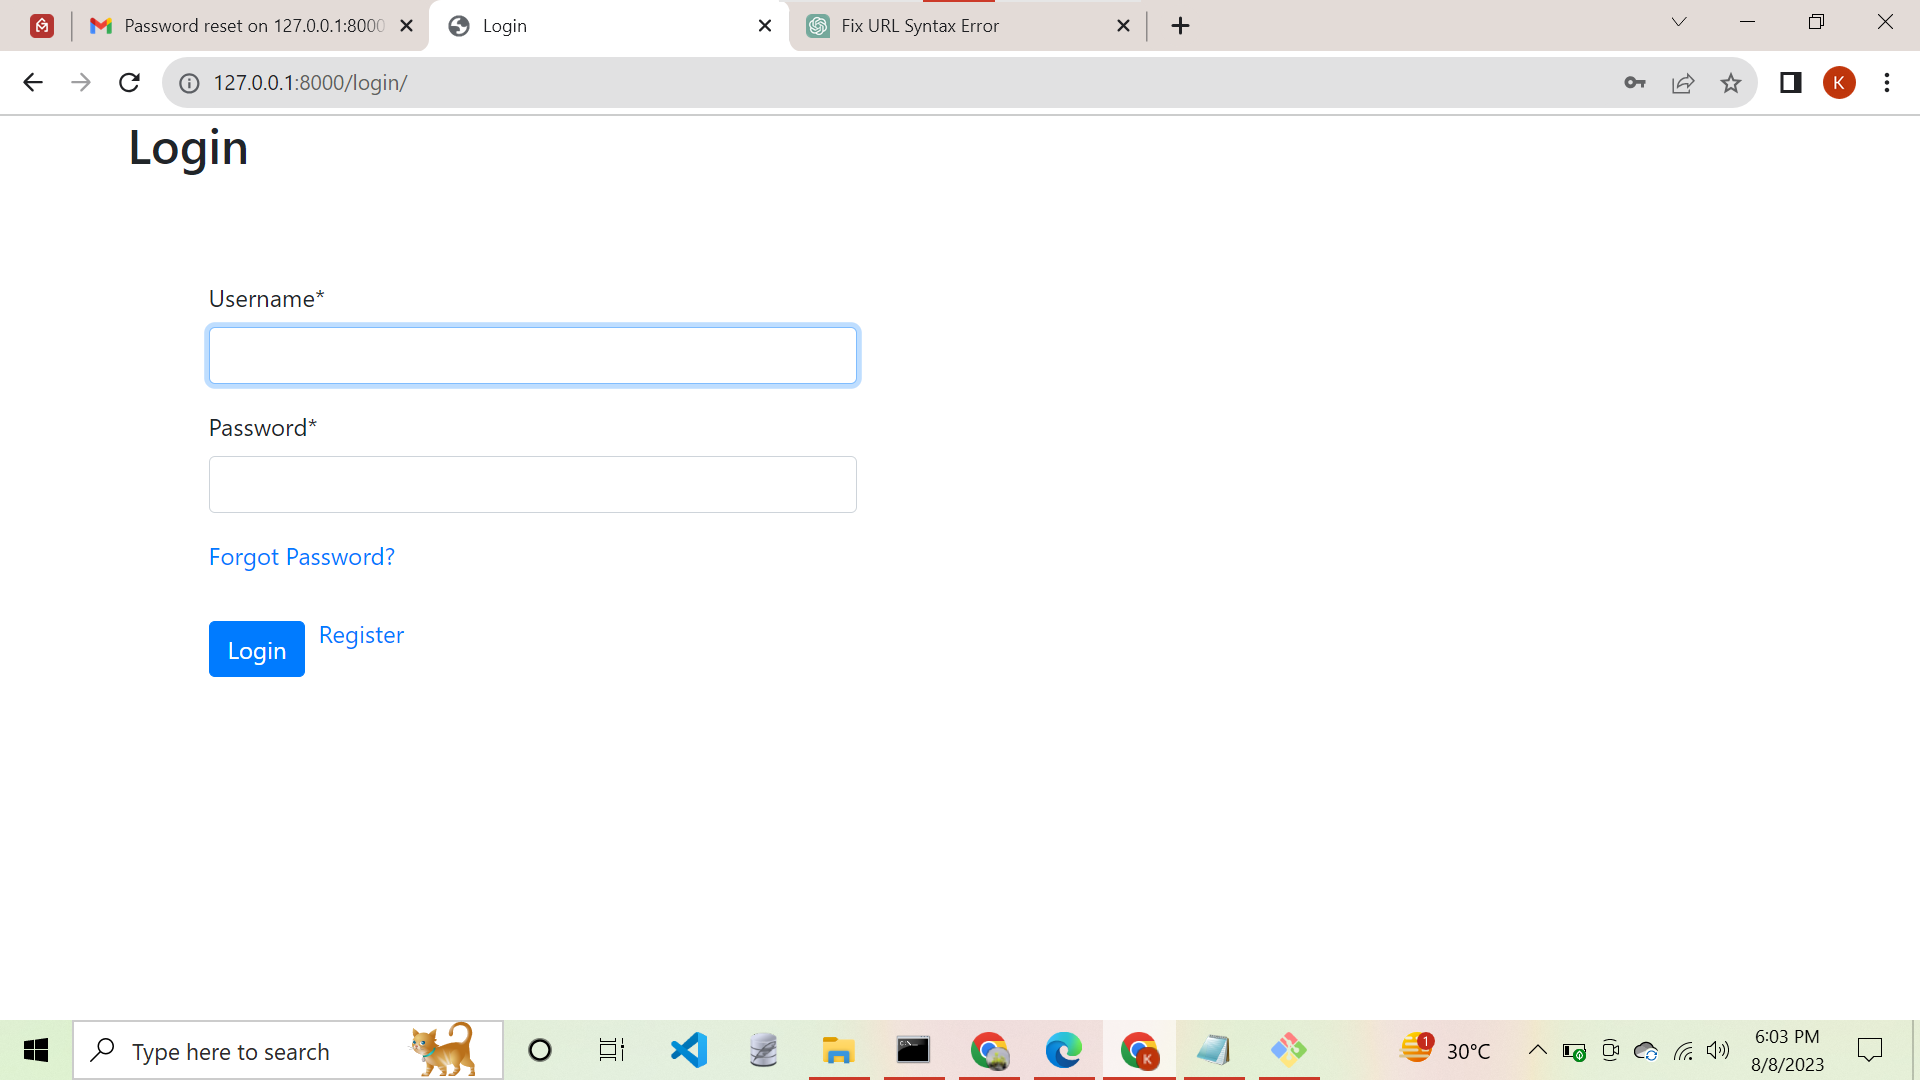 Password reset on 127.0.0.1:8000
Login
Fix URL Syntax Error
127.0.0.1:8000/login/
K
Login
Username*
Password*
Forgot Password?
Login
Register
Type here to search
K
1
30°C
6:03 PM
8/8/2023